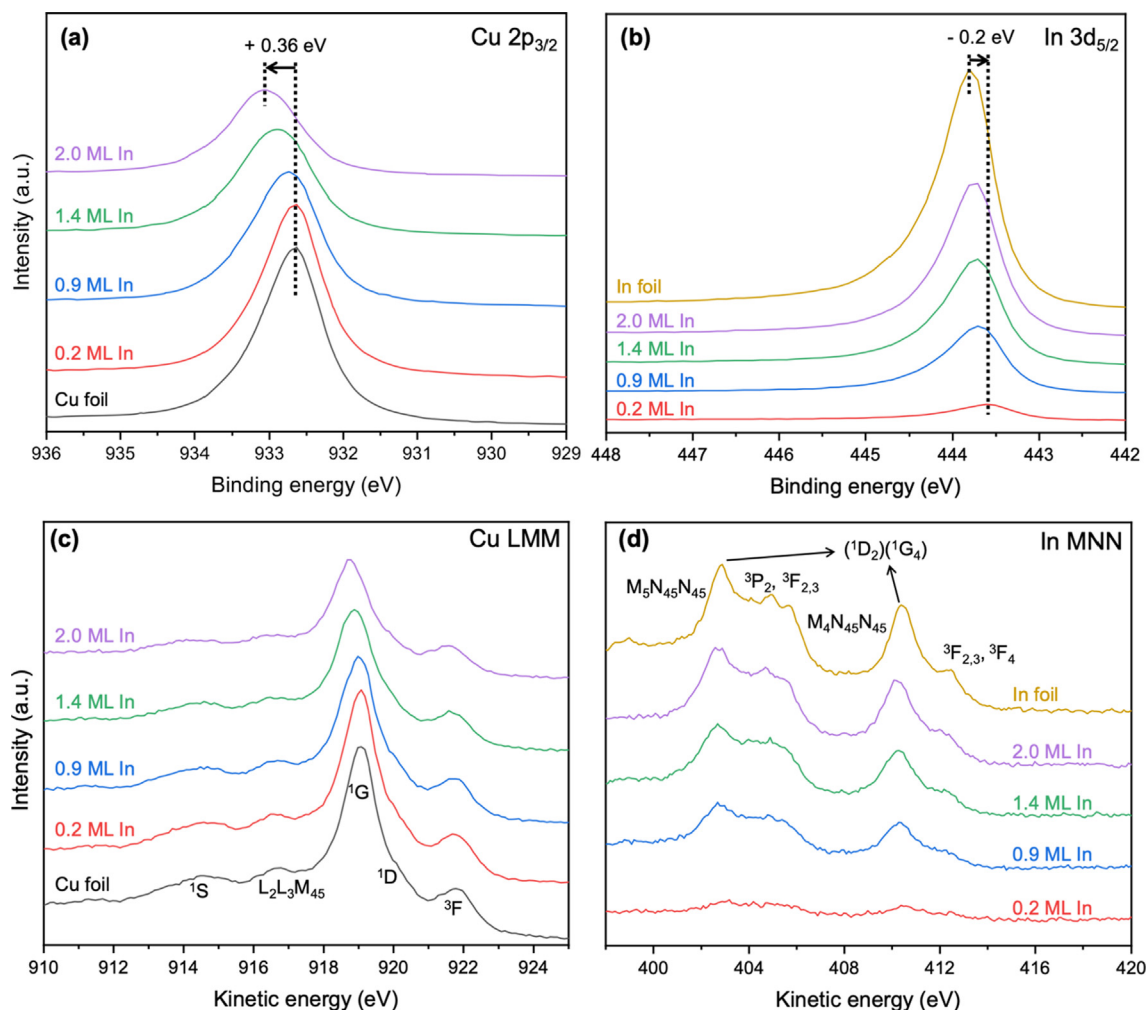 (a)
+ 0.36 eV
Cu 2p3/2
2.0 ML In
1.4 ML In
0.9 ML In
0.2 ML In
Cu foil
Intensity (a.u.)
936 935 934 933 932 931 930 929
Binding energy (eV)
(b)
- 0.2 eV
In 3d5/2
In foil
2.0 ML In
1.4 ML In
0.9 ML In
0.2 ML In
448 447 446 445 444 443 442
Binding energy (eV)
(c)
Cu LMM
2.0 ML In
1.4 ML In
0.9 ML In
0.2 ML In
Cu foil
1G
1S
L2L3M45
1D
3F
Intensity (a.u.)
910 912 914 916 918 920 922 924
Kinetic energy (eV)
(d)
In MNN
(1D2)(1G4)
M5N45N45
3P2, 3F2,3
M4N45N45
3F2,3, 3F4
In foil
2.0 ML In
1.4 ML In
0.9 ML In
0.2 ML In
400 404 408 412 416 420
Kinetic energy (eV)